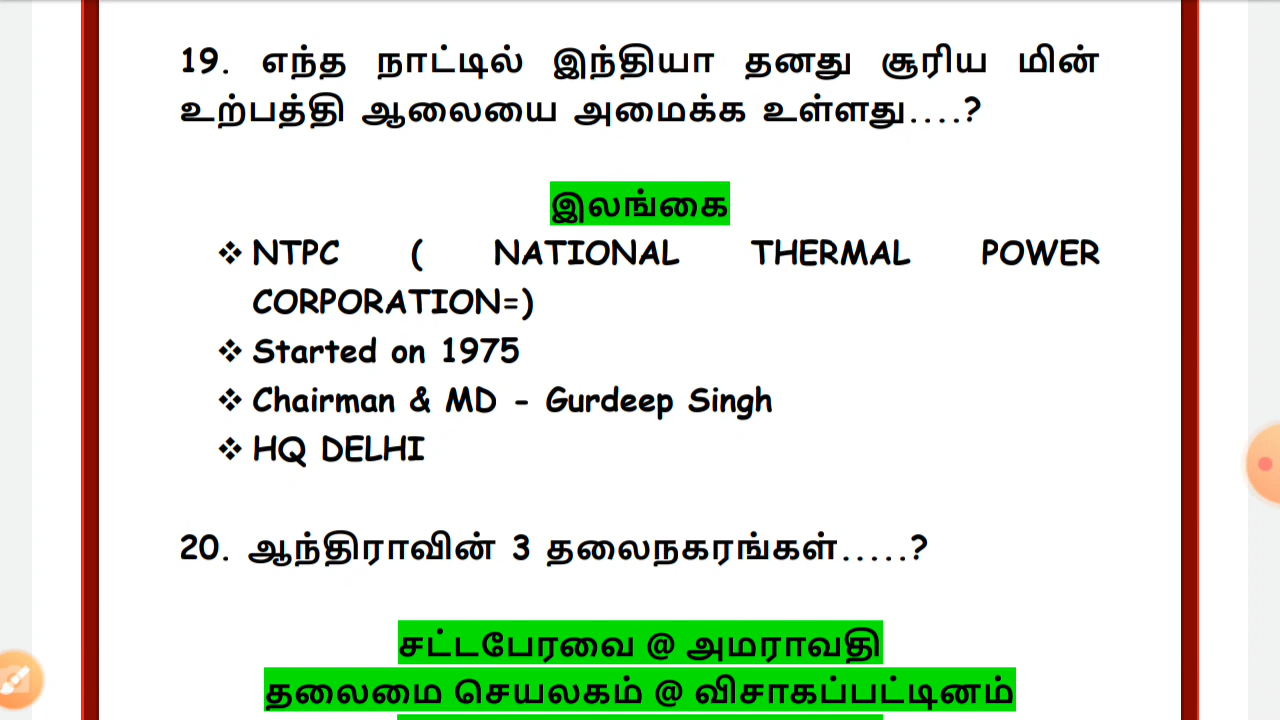 19. எந்த நாட்டில் இந்தியா தனது சூரிய மின்
உற்பத்தி ஆலையை அமைக்க உள்ளது....?
இலங்கை
❖ NTPC ( NATIONAL THERMAL POWER
CORPORATION=)
❖ Started on 1975
❖ Chairman & MD - Gurdeep Singh
❖ HQ DELHI
20. ஆந்திராவின் 3 தலைநகரங்கள்.....?
சட்டபேரவை @ அமராவதி
தலைமை செயலகம் @ விசாகப்பட்டினம்